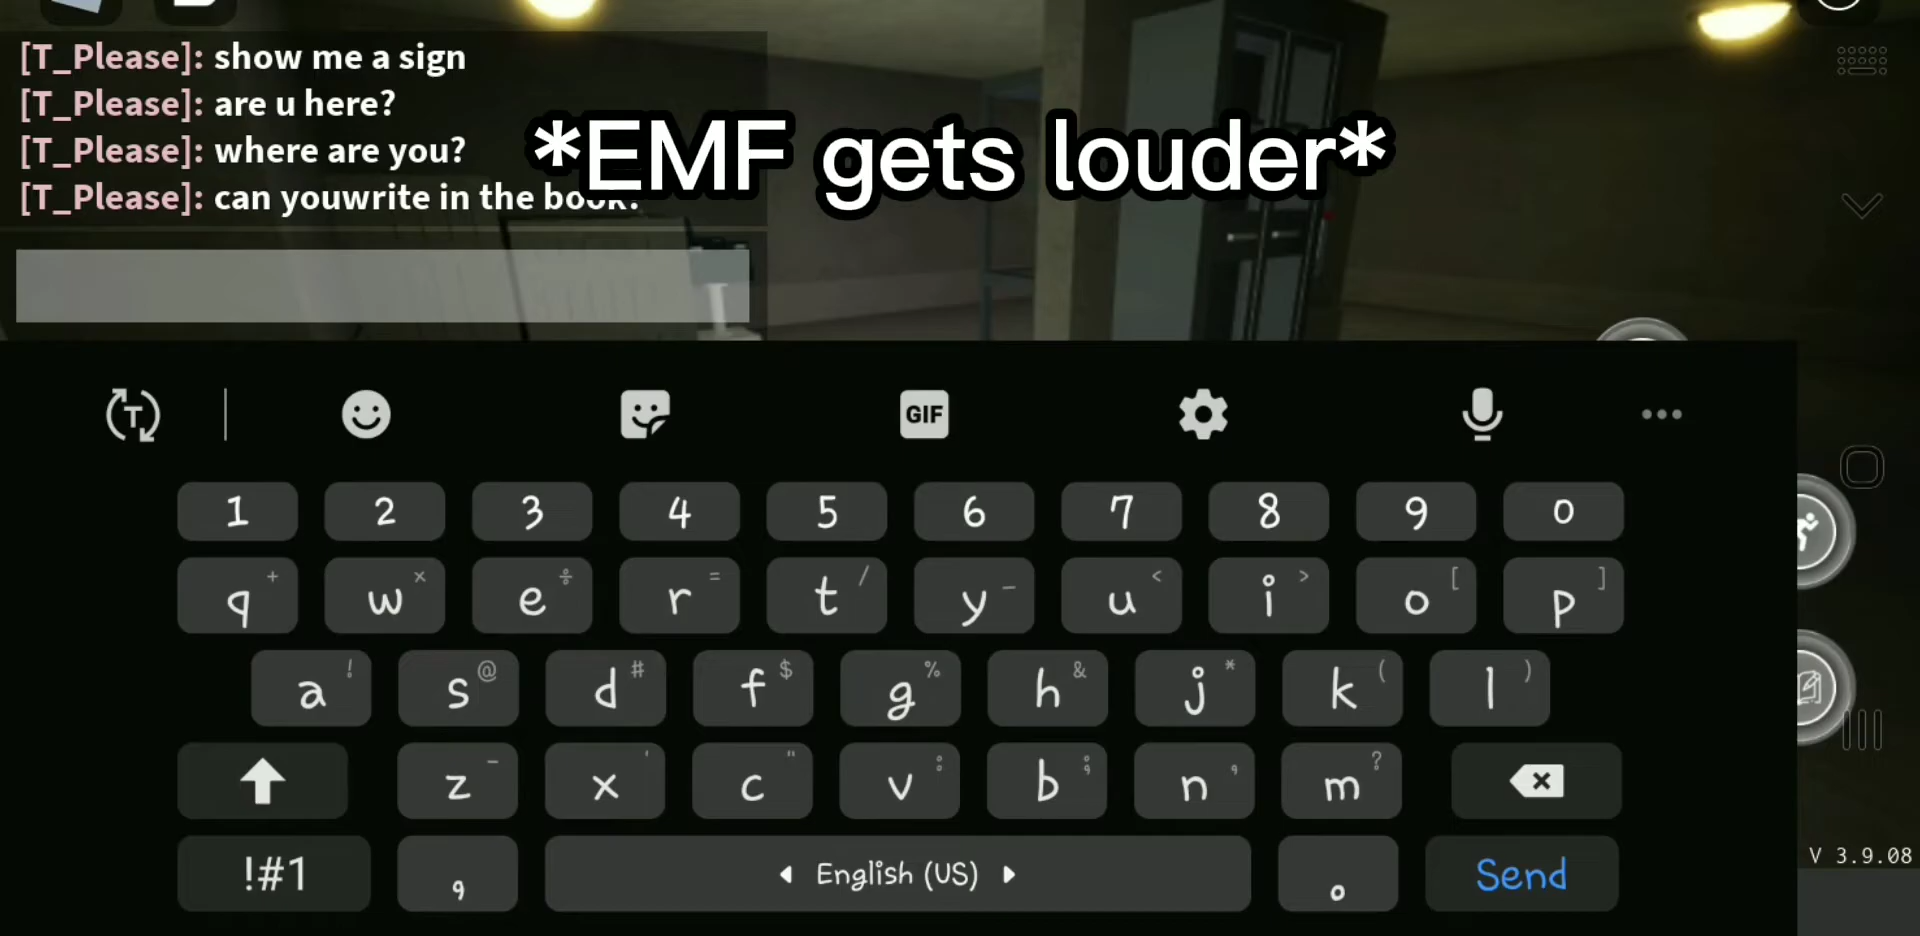 [T_Please]: show me a sign
[T_Please]: are u here?
[T_Please]: where are you?
[T_Please]: can youwrite in the book?
*EMF gets louder*
T
GIF
1 2 3 4 5 6 7 8 9 0
q + w × e ÷ r = t / y − u < i > o [ p ]
a ! s @ d # f $ g % h & j * k ( l )
z - x ' c " v : b ; n , m ?
!#1 , English (US) . Send
V 3.9.08